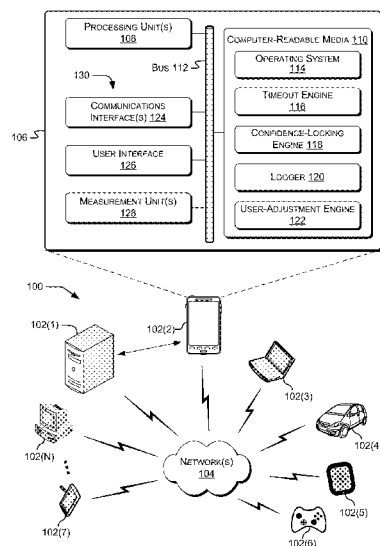 PROCESSING UNIT(S)
108
COMPUTER-READABLE MEDIA 110
BUS 112
OPERATING SYSTEM
114
130
TIMEOUT ENGINE
116
COMMUNICATIONS
INTERFACE(S) 124
106
CONFIDENCE-LOCKING
ENGINE 118
USER INTERFACE
126
LOGGER 120
MEASUREMENT UNIT(S)
128
USER-ADJUSTMENT ENGINE
122
100
102(1)
102(2)
102(3)
102(N)
102(4)
NETWORK(S)
104
102(5)
102(7)
102(6)